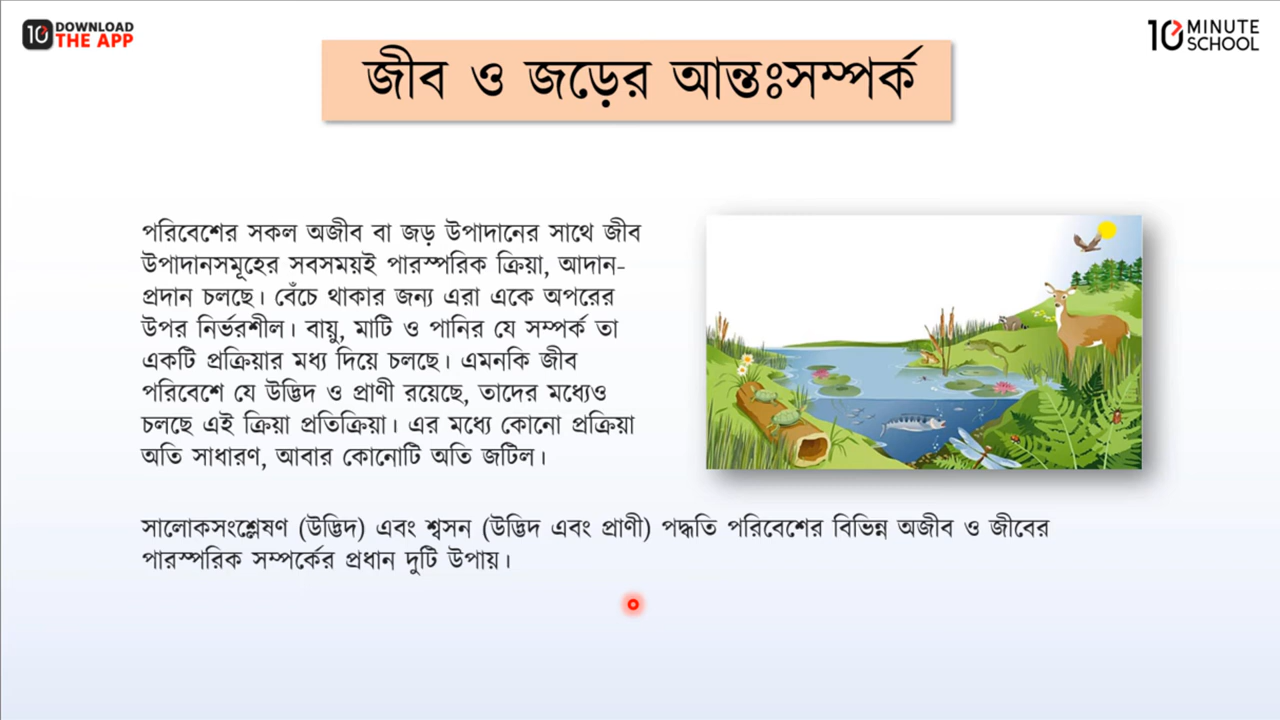 DOWNLOAD
THE APP
10 MINUTE
SCHOOL
জীব ও জড়ের আন্তঃসম্পর্ক
পরিবেশের সকল অজীব বা জড় উপাদানের সাথে জীব
উপাদানসমূহের সবসময়ই পারস্পরিক ক্রিয়া, আদান-
প্রদান চলছে। বেঁচে থাকার জন্য এরা একে অপরের
উপর নির্ভরশীল। বায়ু, মাটি ও পানির যে সম্পর্ক তা
একটি প্রক্রিয়ার মধ্য দিয়ে চলছে। এমনকি জীব
পরিবেশে যে উদ্ভিদ ও প্রাণী রয়েছে, তাদের মধ্যেও
চলছে এই ক্রিয়া প্রতিক্রিয়া। এর মধ্যে কোনো প্রক্রিয়া
অতি সাধারণ, আবার কোনোটি অতি জটিল।
সালোকসংশ্লেষণ (উদ্ভিদ) এবং শ্বসন (উদ্ভিদ এবং প্রাণী) পদ্ধতি পরিবেশের বিভিন্ন অজীব ও জীবের
পারস্পরিক সম্পর্কের প্রধান দুটি উপায়।